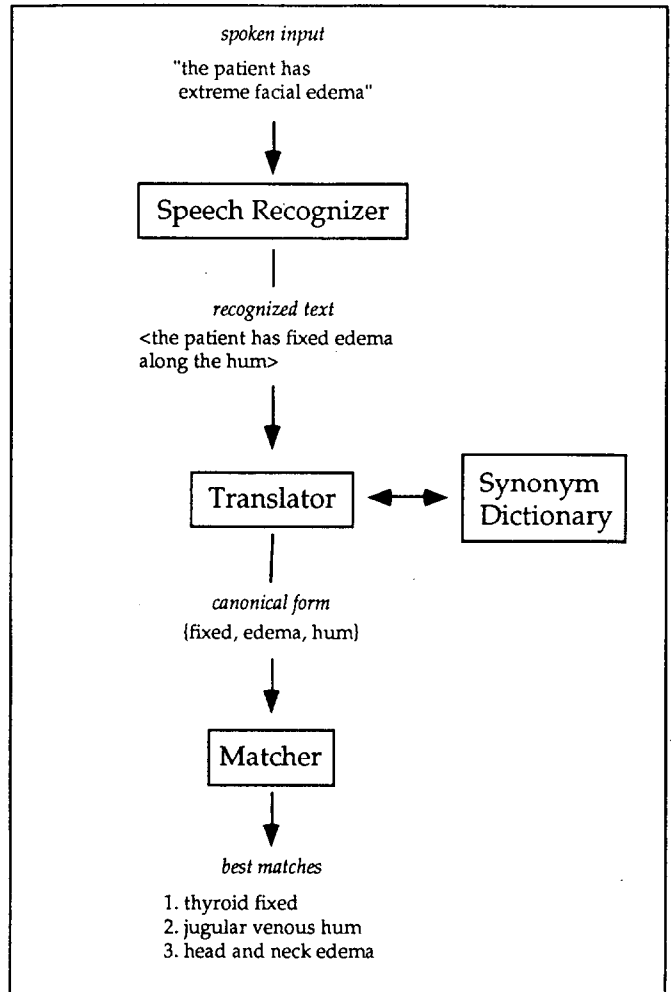 spoken input
"the patient has
extreme facial edema"
Speech Recognizer
recognized text
<the patient has fixed edema
along the hum>
Translator
Synonym
Dictionary
canonical form
{fixed, edema, hum}
Matcher
best matches
1. thyroid fixed
2. jugular venous hum
3. head and neck edema